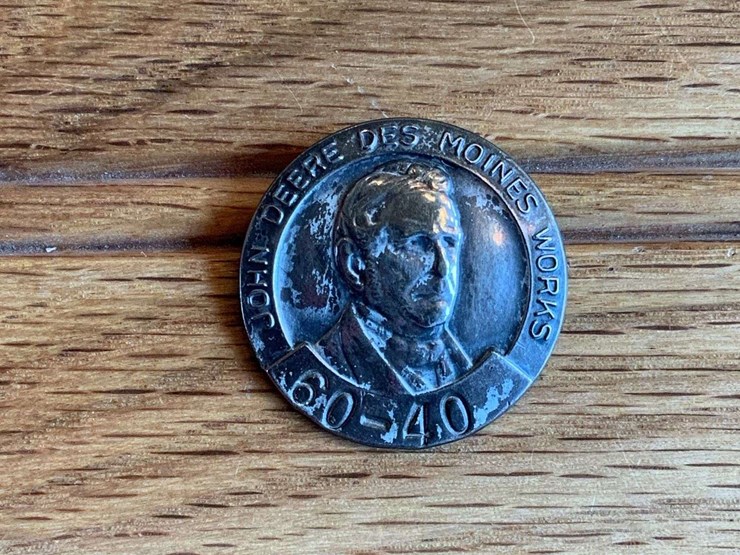 JOHN DEERE DES MOINES WORKS
60-40